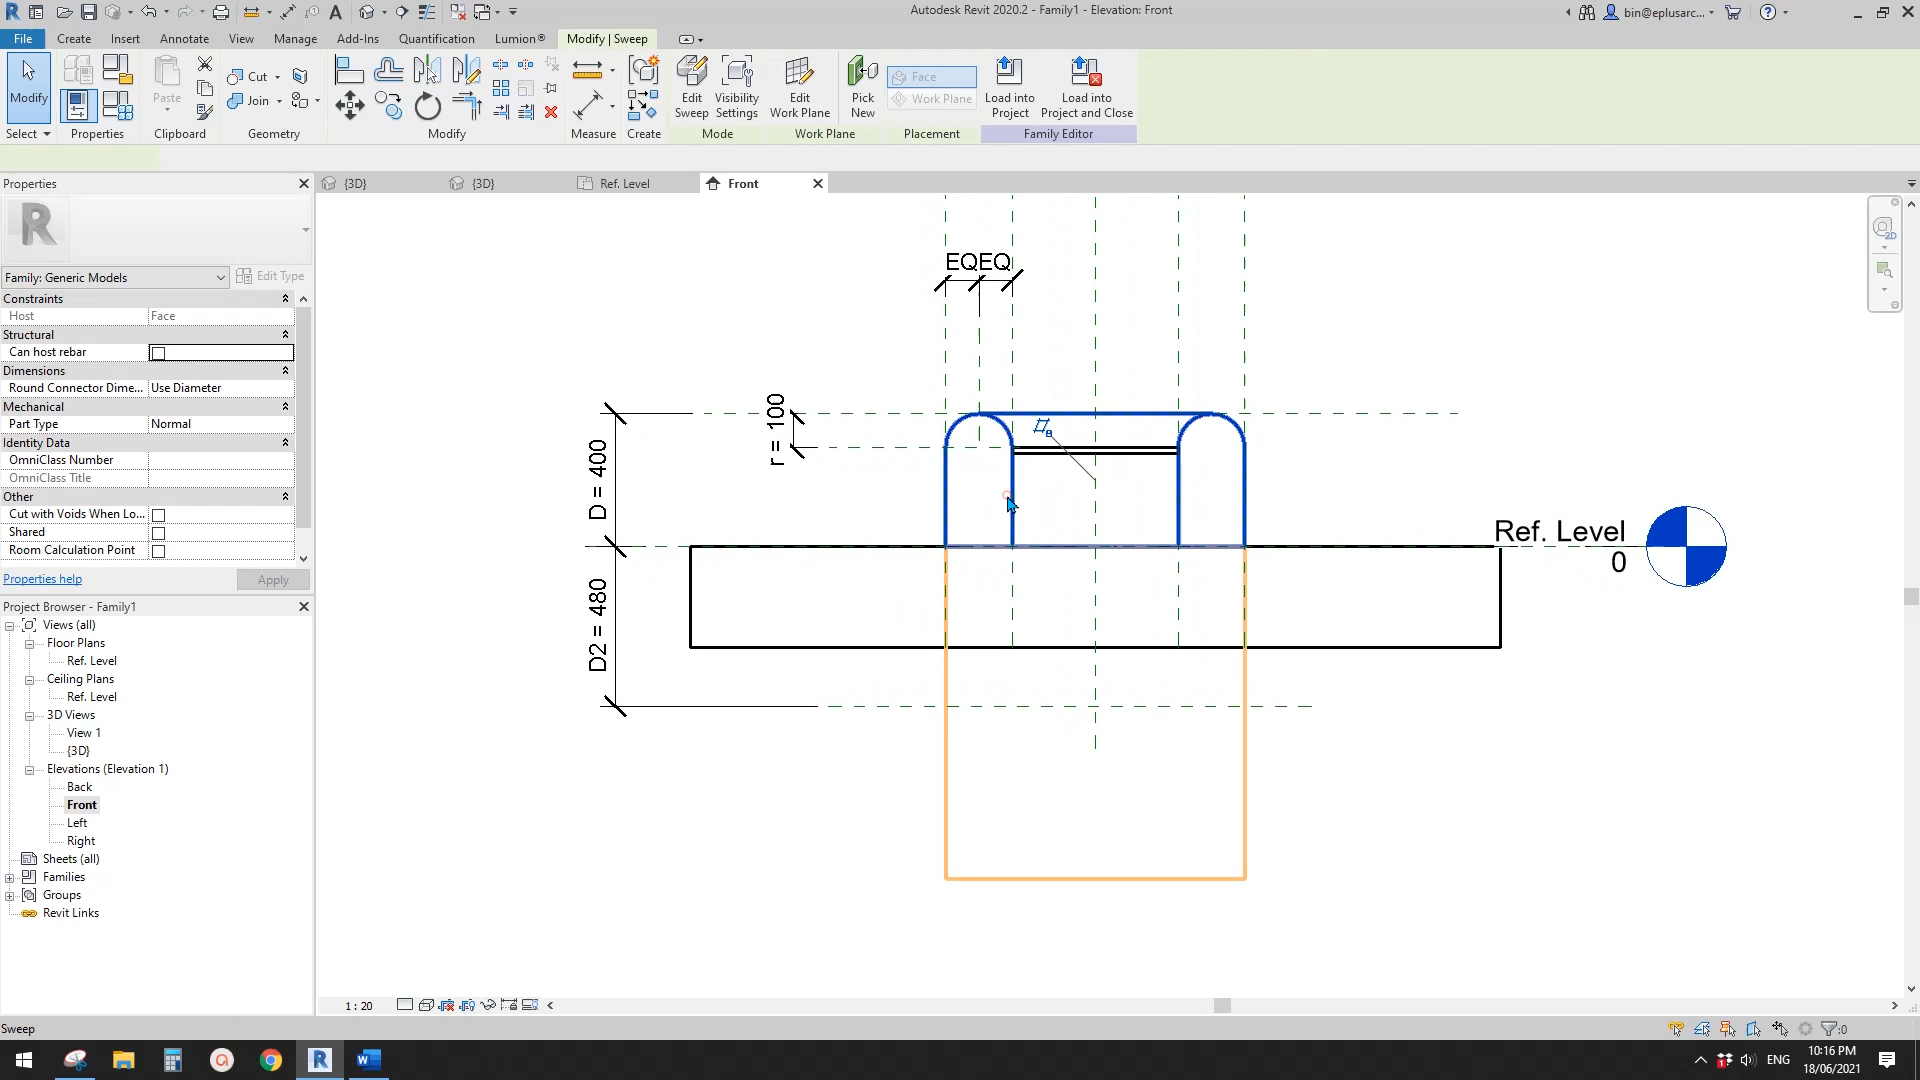 Autodesk Revit 2020.2 - Family1 - Elevation: Front
bin@eplusarc...
File Create Insert Annotate View Manage Add-Ins Quantification Lumion® Modify | Sweep
Modify
Paste
Cut
Join
Edit Sweep
Visibility Settings
Edit Work Plane
Pick New
Face
Work Plane
Load into Project
Load into Project and Close
Select Properties Clipboard Geometry Modify Measure Create Mode Work Plane Placement Family Editor
Properties
{3D} {3D} Ref. Level Front
R
Family: Generic Models
Edit Type
Constraints
Host Face
Structural
Can host rebar
Dimensions
Round Connector Dime... Use Diameter
Mechanical
Part Type Normal
Identity Data
OmniClass Number
OmniClass Title
Other
Cut with Voids When Lo...
Shared
Room Calculation Point
Properties help
Apply
Project Browser - Family1
Views (all)
Floor Plans
Ref. Level
Ceiling Plans
Ref. Level
3D Views
View 1
{3D}
Elevations (Elevation 1)
Back
Front
Left
Right
Sheets (all)
Families
Groups
Revit Links
EQEQ
r = 100
D = 400
D2 = 480
Ref. Level
0
2D
1 : 20
Sweep
:0
ENG
10:16 PM
18/06/2021